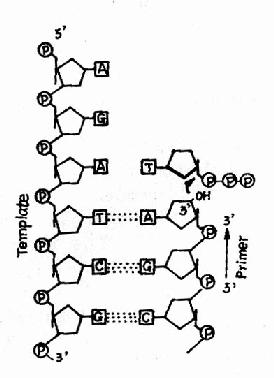 5'
P
A
P
G
P
A T
P P P P
OH
3'
T A
3'
P P
C G
P P
5'
G C
P P
3'
Template
Primer